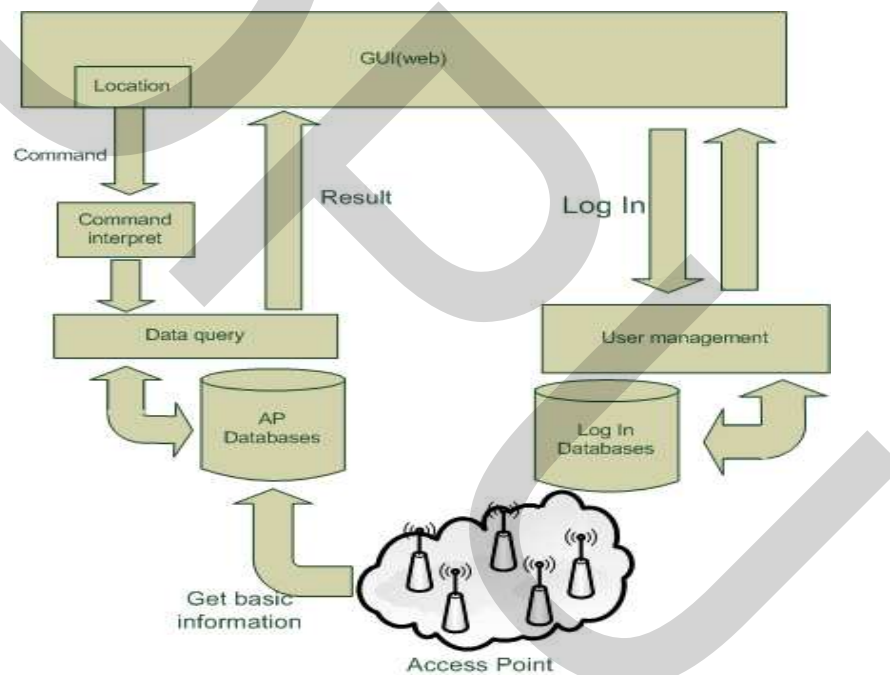 GUI(web)
Location
Command
Result
Log In
Command
interpret
Data query
User management
AP
Databases
Log In
Databases
Get basic
information
Access Point